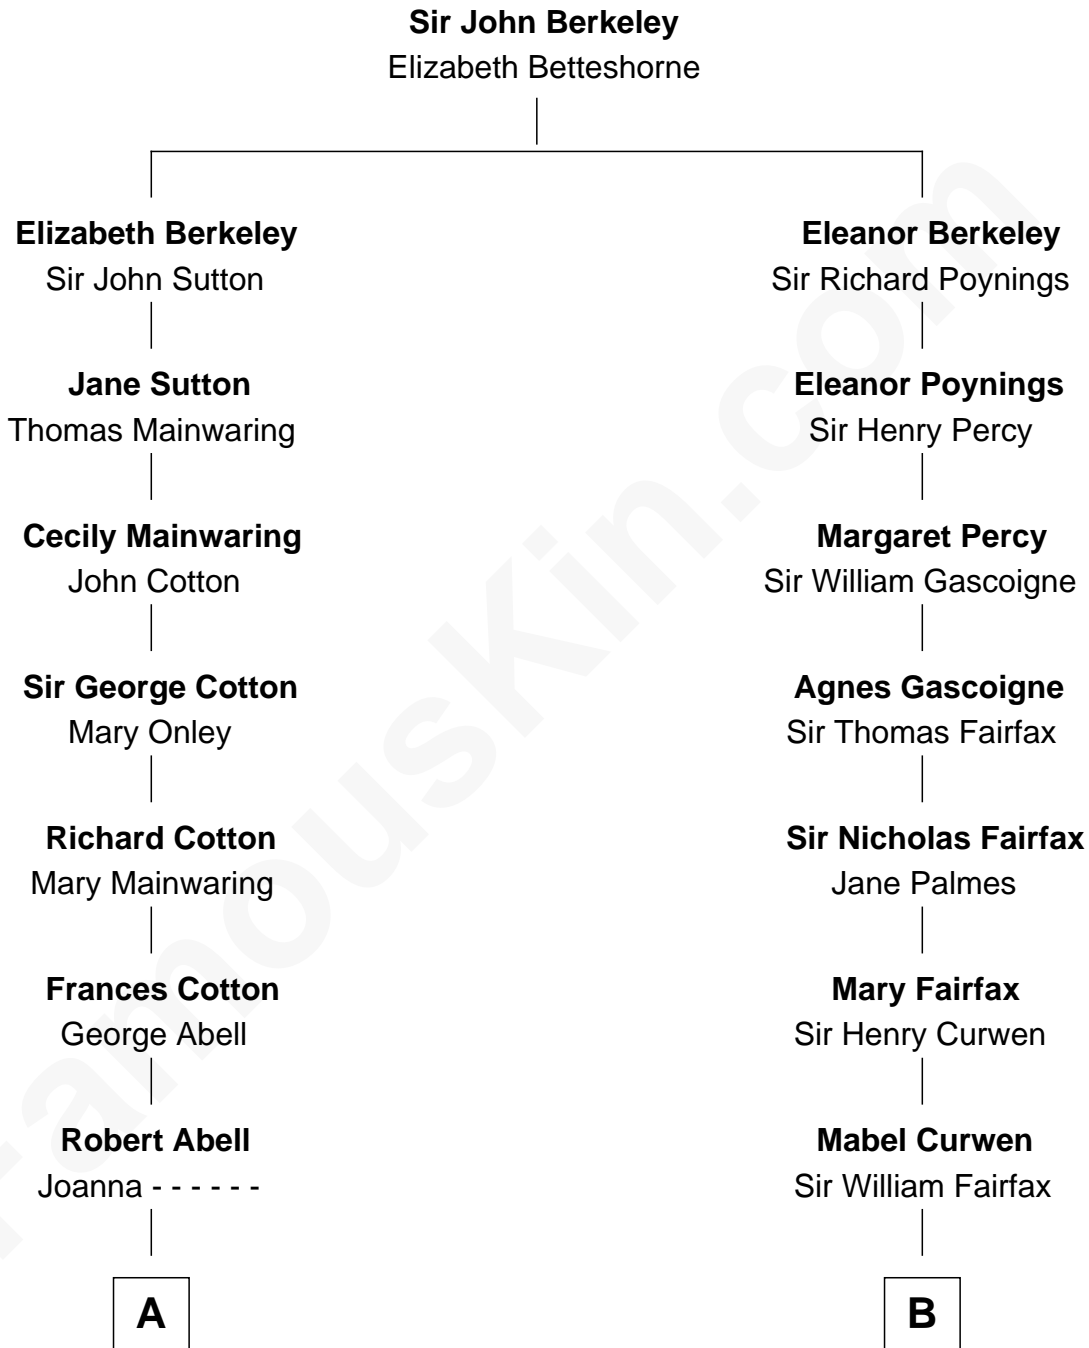 Sir John Berkeley
Elizabeth Betteshorne
Elizabeth Berkeley
Sir John Sutton
Jane Sutton
Thomas Mainwaring
Cecily Mainwaring
John Cotton
Sir George Cotton
Mary Onley
Richard Cotton
Mary Mainwaring
Frances Cotton
George Abell
Robert Abell
Joanna - - - - - -
A
Eleanor Berkeley
Sir Richard Poynings
Eleanor Poynings
Sir Henry Percy
Margaret Percy
Sir William Gascoigne
Agnes Gascoigne
Sir Thomas Fairfax
Sir Nicholas Fairfax
Jane Palmes
Mary Fairfax
Sir Henry Curwen
Mabel Curwen
Sir William Fairfax
B
FamousKin.com